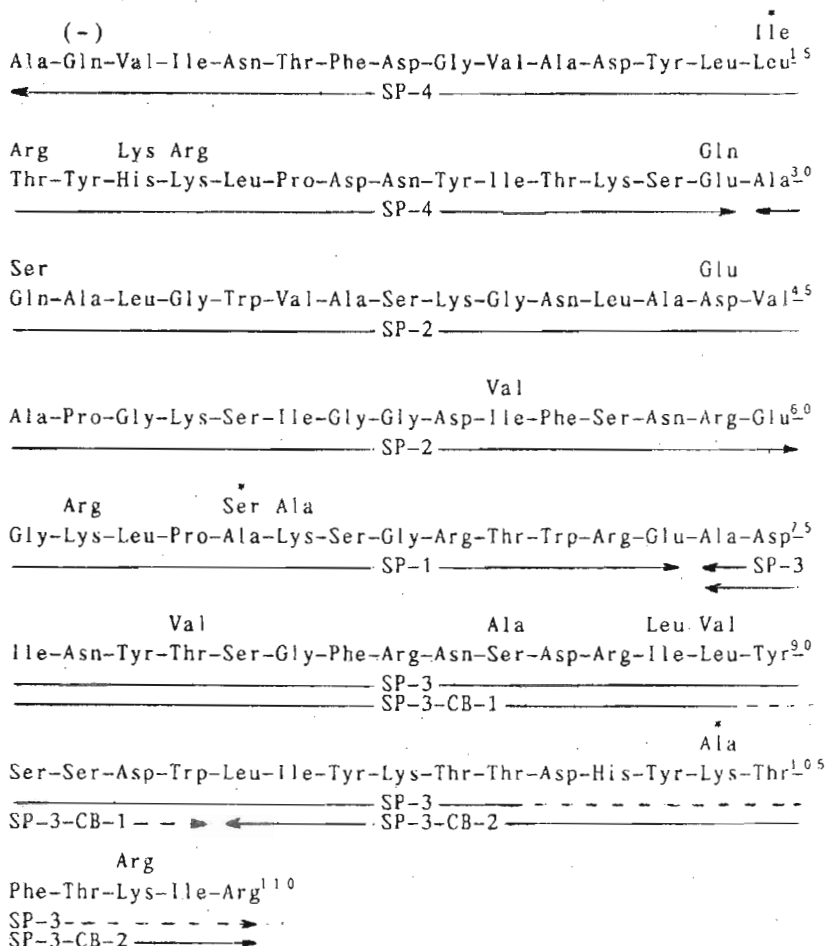 (-) *Ile
Ala-Gln-Val-Ile-Asn-Thr-Phe-Asp-Gly-Val-Ala-Asp-Tyr-Leu-Leu15
SP-4
Arg Lys Arg Gln
Thr-Tyr-His-Lys-Leu-Pro-Asp-Asn-Tyr-Ile-Thr-Lys-Ser-Glu-Ala30
SP-4
Ser Glu
Gln-Ala-Leu-Gly-Trp-Val-Ala-Ser-Lys-Gly-Asn-Leu-Ala-Asp-Val45
SP-2
Val
Ala-Pro-Gly-Lys-Ser-Ile-Gly-Gly-Asp-Ile-Phe-Ser-Asn-Arg-Glu60
SP-2
Arg *Ser Ala
Gly-Lys-Leu-Pro-Ala-Lys-Ser-Gly-Arg-Thr-Trp-Arg-Glu-Ala-Asp75
SP-1 SP-3
Val Ala Leu Val
Ile-Asn-Tyr-Thr-Ser-Gly-Phe-Arg-Asn-Ser-Asp-Arg-Ile-Leu-Tyr90
SP-3
SP-3-CB-1
*Ala
Ser-Ser-Asp-Trp-Leu-Ile-Tyr-Lys-Thr-Thr-Asp-His-Tyr-Lys-Thr105
SP-3
SP-3-CB-1 SP-3-CB-2
Arg
Phe-Thr-Lys-Ile-Arg110
SP-3
SP-3-CB-2